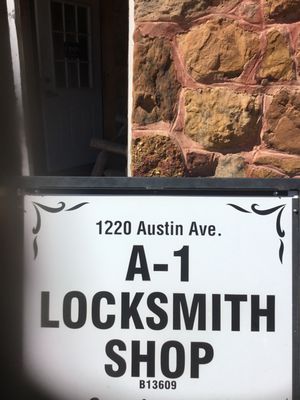 1220 Austin Ave.
A-1
LOCKSMITH
SHOP
B13609